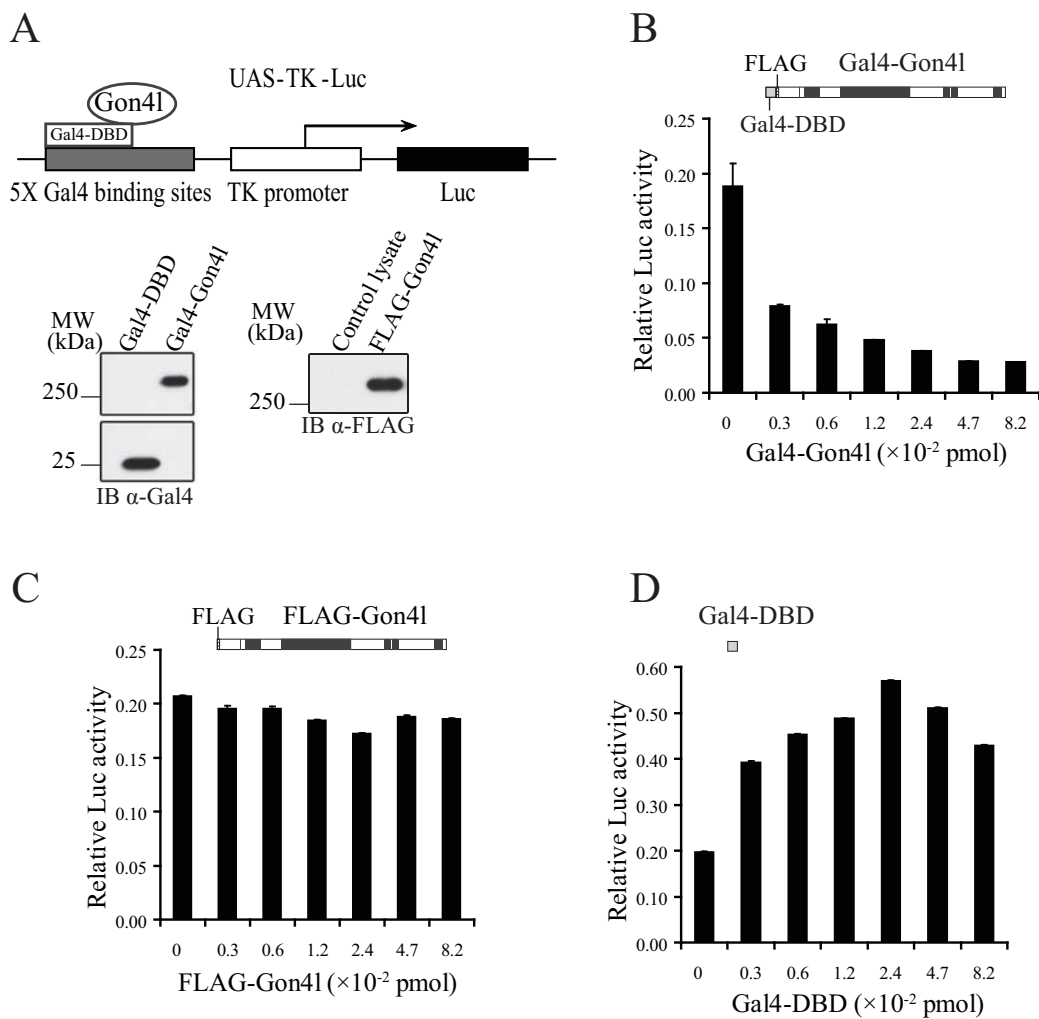 A
UAS-TK-Luc
Gon4l
Gal4-DBD
5X Gal4 binding sites
TK promoter
Luc
MW
(kDa)
Gal4-DBD
Gal4-Gon4l
250
25
IB α-Gal4
MW
(kDa)
Control lysate
FLAG-Gon4l
250
IB α-FLAG
B
FLAG
Gal4-Gon4l
Gal4-DBD
Relative Luc activity
0.25
0.20
0.15
0.10
0.05
0.00
0 0.3 0.6 1.2 2.4 4.7 8.2
Gal4-Gon4l (×10⁻² pmol)
C
FLAG
FLAG-Gon4l
Relative Luc activity
0.25
0.20
0.15
0.10
0.05
0.00
0 0.3 0.6 1.2 2.4 4.7 8.2
FLAG-Gon4l (×10⁻² pmol)
D
Gal4-DBD
Relative Luc activity
0.60
0.50
0.40
0.30
0.20
0.10
0.00
0 0.3 0.6 1.2 2.4 4.7 8.2
Gal4-DBD (×10⁻² pmol)